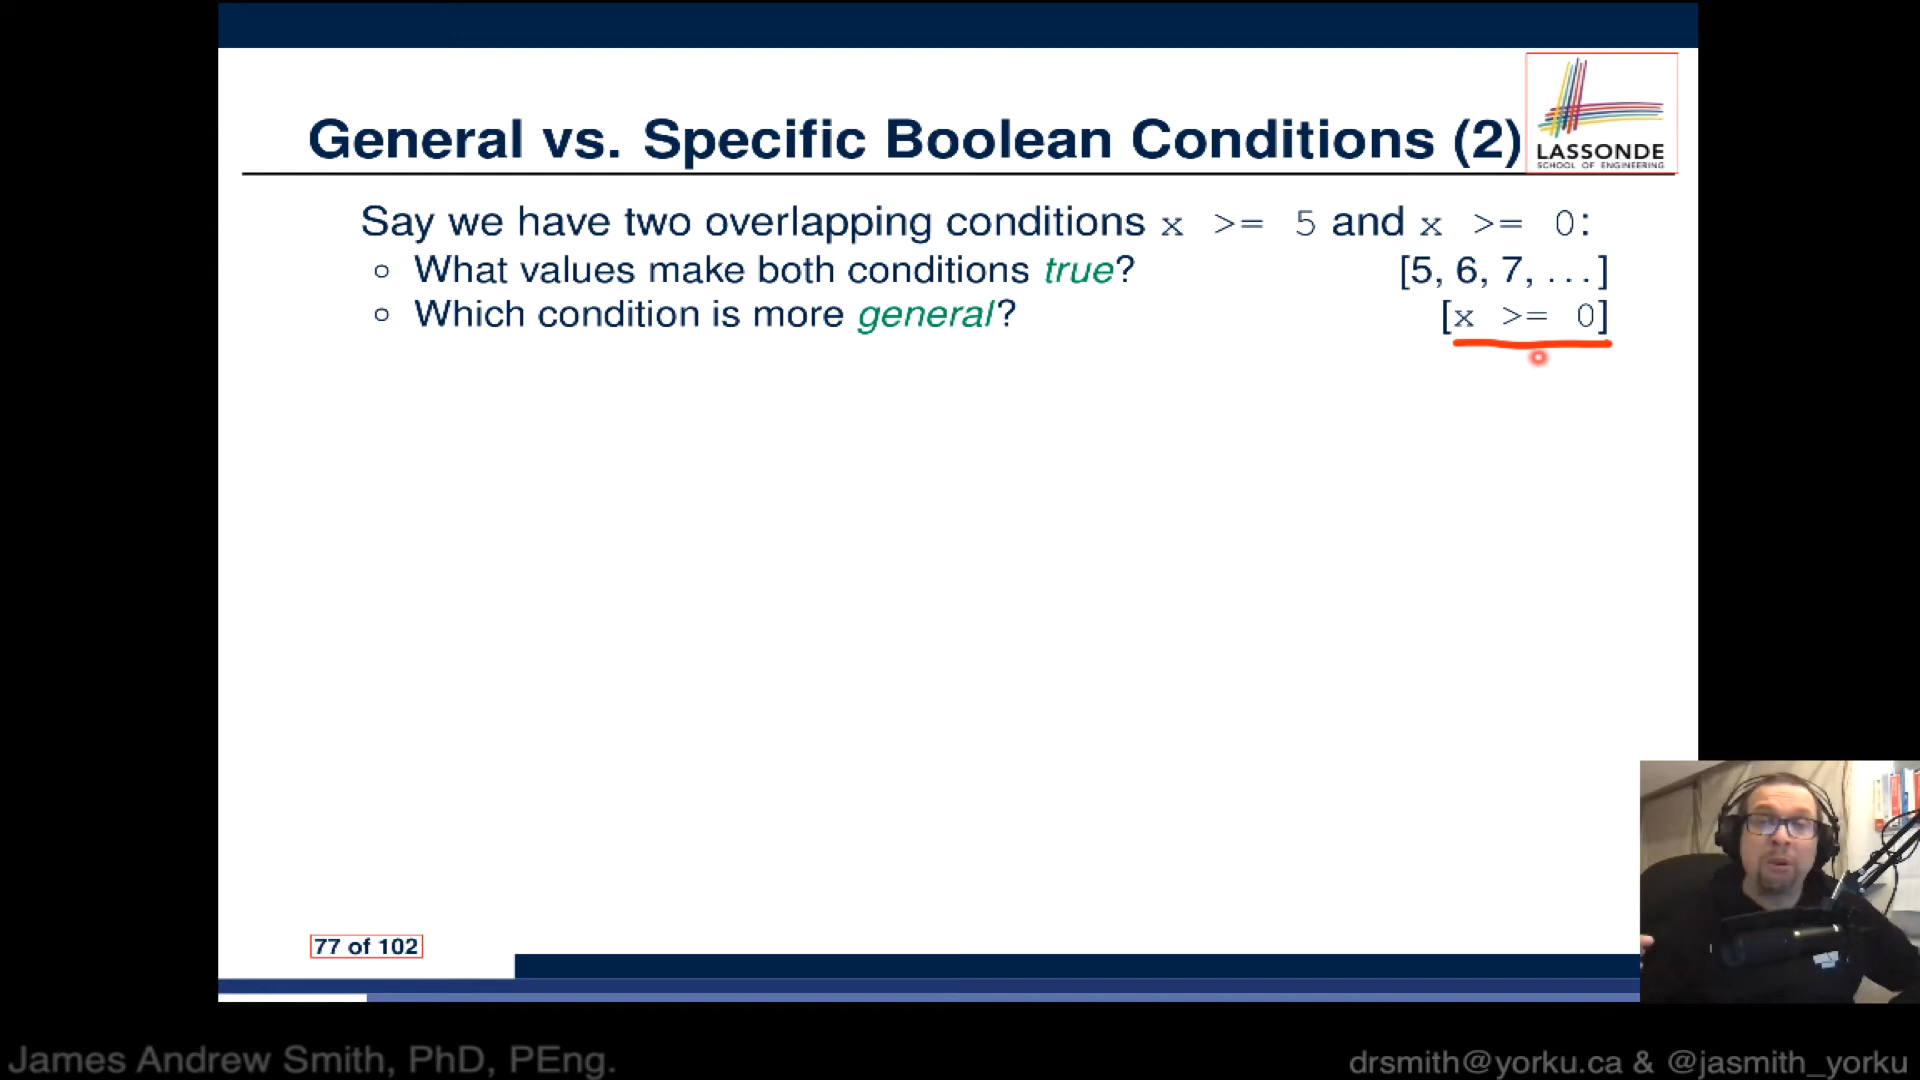 General vs. Specific Boolean Conditions (2)
LASSONDE
SCHOOL OF ENGINEERING
Say we have two overlapping conditions x >= 5 and x >= 0:
◦ What values make both conditions true? [5, 6, 7, ...]
◦ Which condition is more general? [x >= 0]
77 of 102
James Andrew Smith, PhD, PEng.
drsmith@yorku.ca & @jasmith_yorku